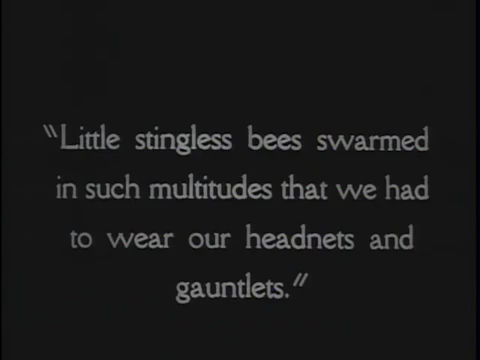 "Little stingless bees swarmed
in such multitudes that we had
to wear our headnets and
gauntlets."